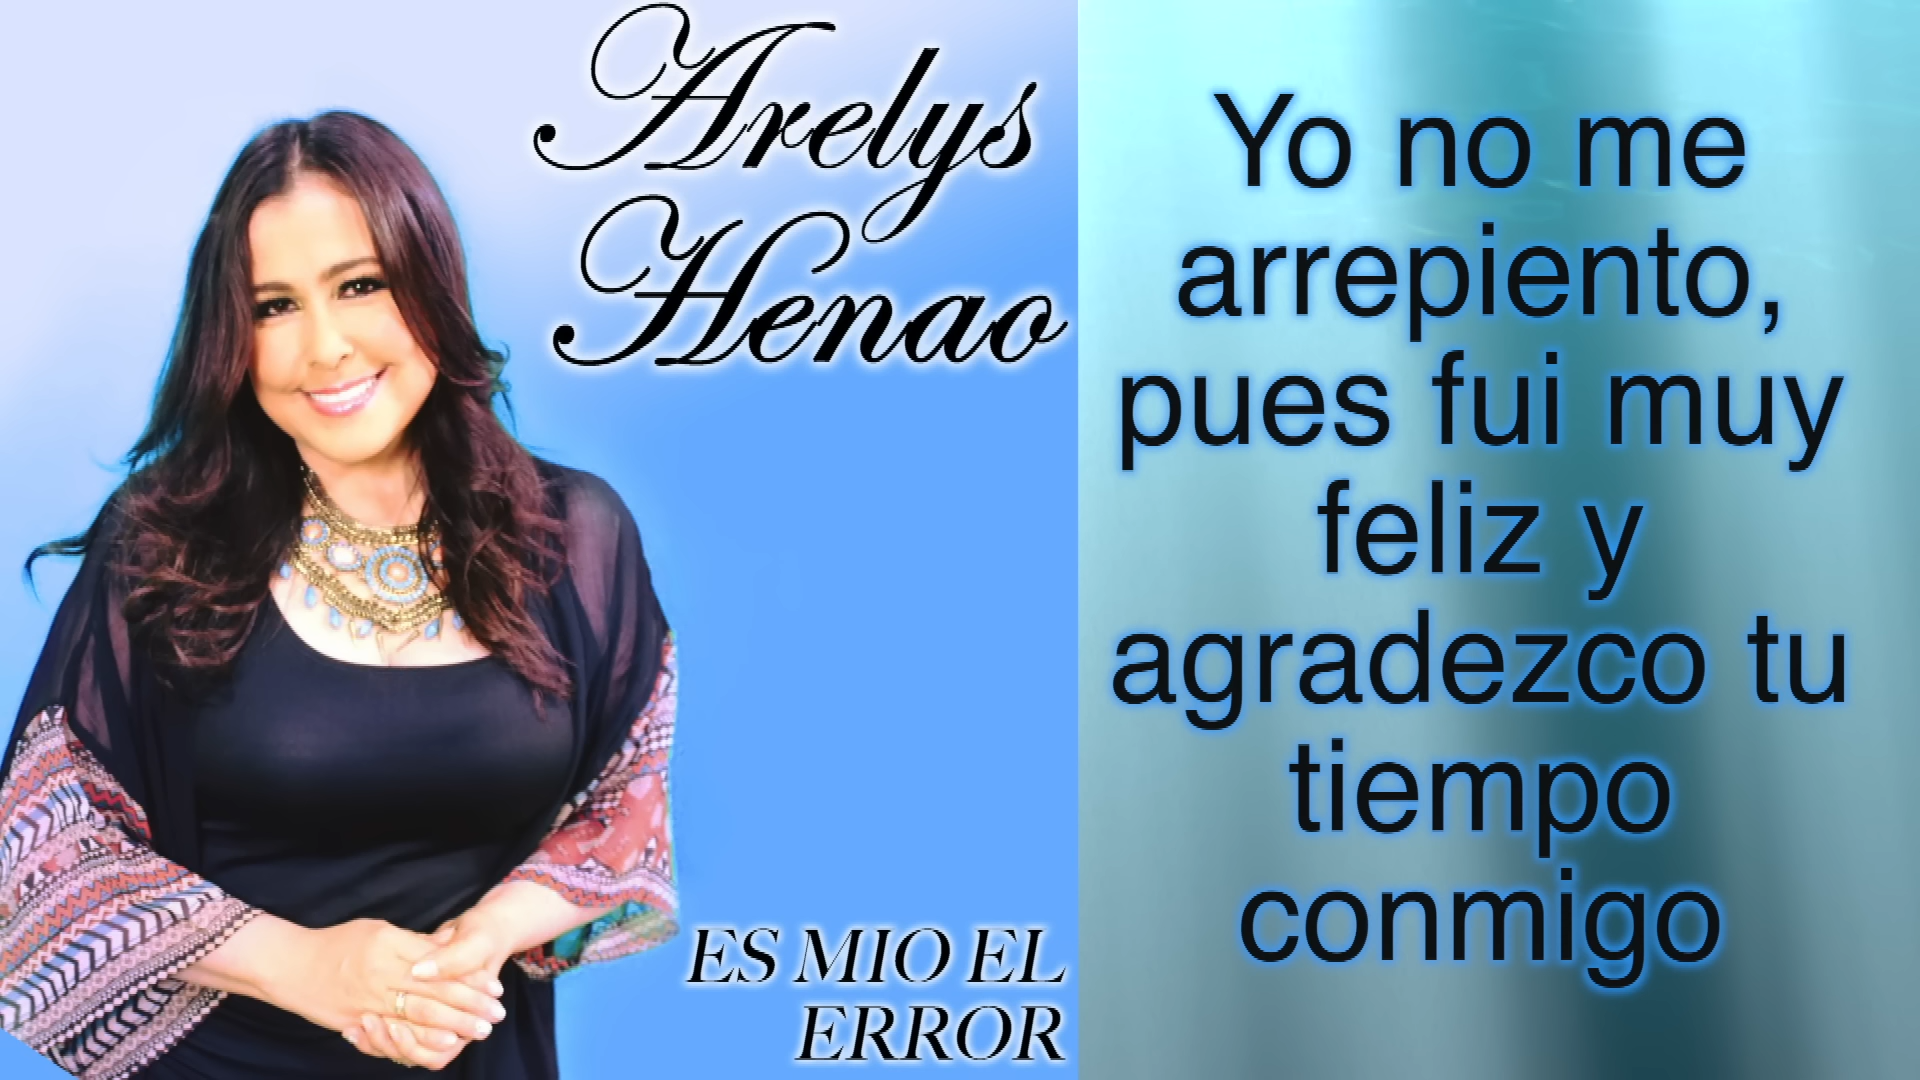 Arelys
Henao
ES MIO EL
ERROR
Yo no me
arrepiento,
pues fui muy
feliz y
agradezco tu
tiempo
conmigo